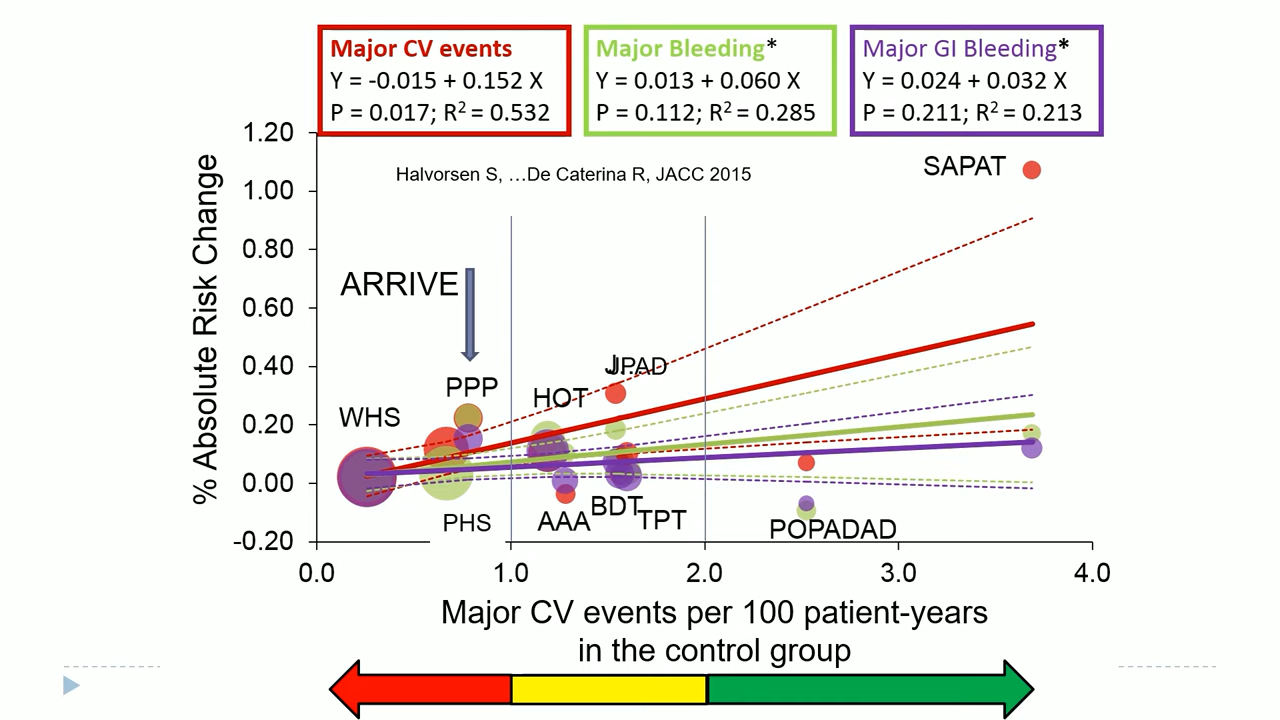 Major CV events
Y = -0.015 + 0.152 X
P = 0.017; R² = 0.532
Major Bleeding*
Y = 0.013 + 0.060 X
P = 0.112; R² = 0.285
Major GI Bleeding*
Y = 0.024 + 0.032 X
P = 0.211; R² = 0.213
Halvorsen S, …De Caterina R, JACC 2015
% Absolute Risk Change
1.20
1.00
0.80
0.60
0.40
0.20
0.00
-0.20
SAPAT
ARRIVE
JPAD
PPP
HOT
WHS
BDT
PHS
AAA
TPT
POPADAD
0.0 1.0 2.0 3.0 4.0
Major CV events per 100 patient-years
in the control group